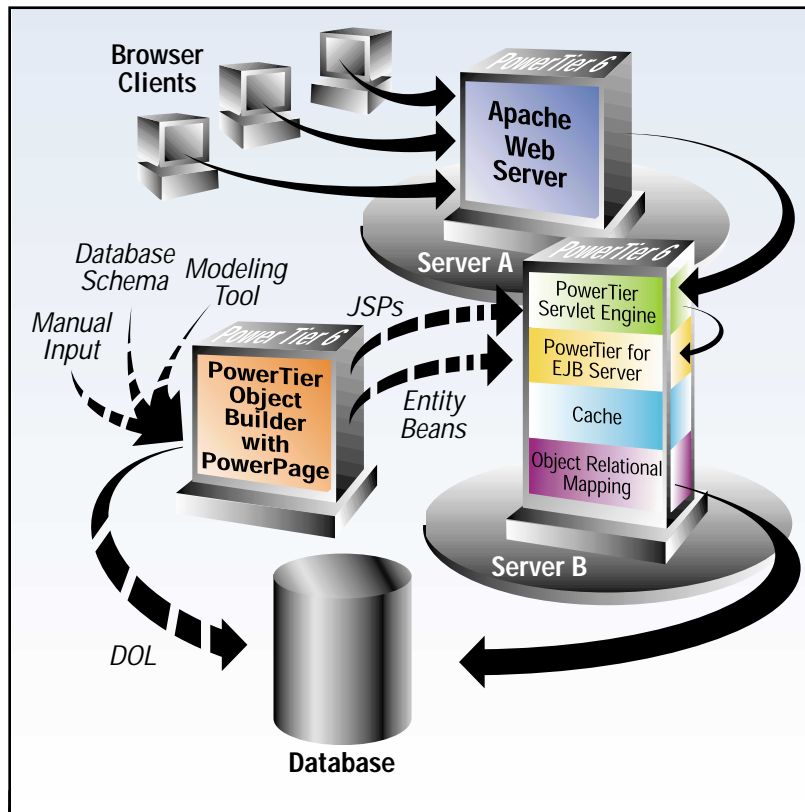 Browser
Clients
PowerTier 6
Apache
Web
Server
Server A
Database
Schema
Modeling
Tool
Manual
Input
JSPs
Entity
Beans
Power Tier 6
PowerTier
Object
Builder
with
PowerPage
PowerTier 6
PowerTier
Servlet Engine
PowerTier for
EJB Server
Cache
Object Relational
Mapping
Server B
DOL
Database